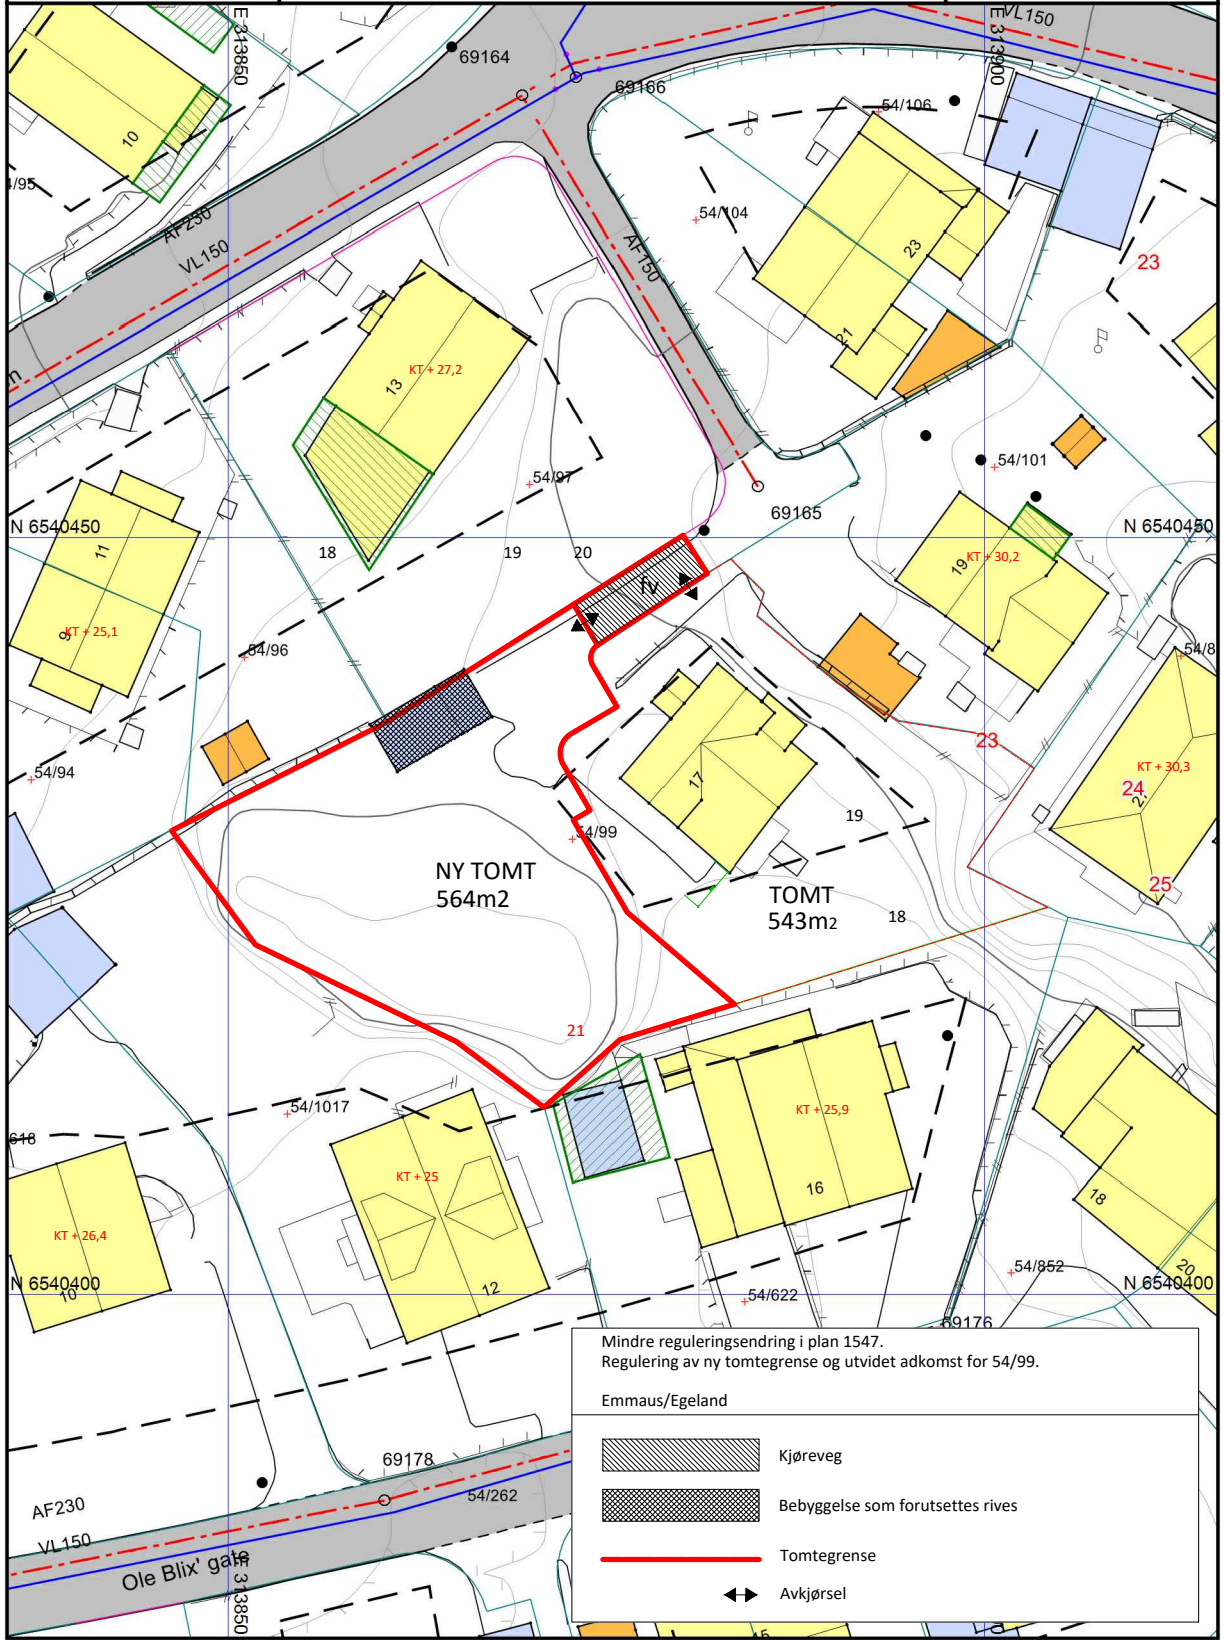 E 313850
E 313900
VL150
69164
69166
54/106
10
54/104
23
AF230
VL150
AF150
23
21
KT + 27,2
13
54/97
54/101
69165
N 6540450
N 6540450
11
18
19
20
19
KT + 30,2
fv
9
KT + 25,1
54/96
54/8
23
54/94
17
KT + 30,3
24
54/99
19
NY TOMT
564m2
TOMT
543m2
25
18
21
54/1017
KT + 25,9
618
KT + 25
16
18
KT + 26,4
54/852
20
N 6540400
N 6540400
10
12
54/622
69176
Mindre reguleringsendring i plan 1547.
Regulering av ny tomtegrense og utvidet adkomst for 54/99.
Emmaus/Egeland
Kjøreveg
Bebyggelse som forutsettes rives
Tomtegrense
Avkjørsel
69178
54/262
AF230
VL150
Ole Blix' gate
E 313850
15